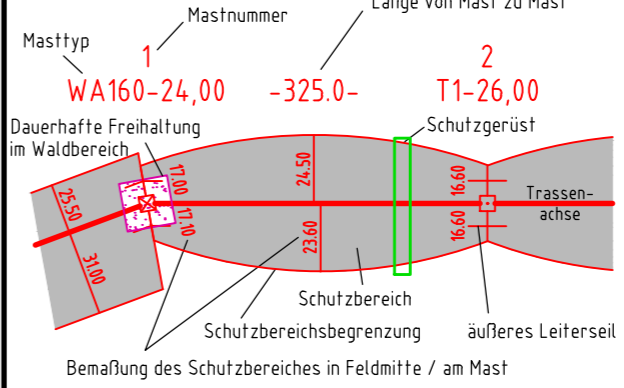 Länge von Mast zu Mast
Mastnummer
Masttyp
1
2
WA160-24,00
-325.0-
T1-26,00
Dauerhafte Freihaltung
im Waldbereich
Schutzgerüst
17.00
24.50
16.60
25.50
Trassen-
achse
17.10
23.60
16.60
31.00
Schutzbereich
Schutzbereichsbegrenzung
äußeres Leiterseil
Bemaßung des Schutzbereiches in Feldmitte / am Mast